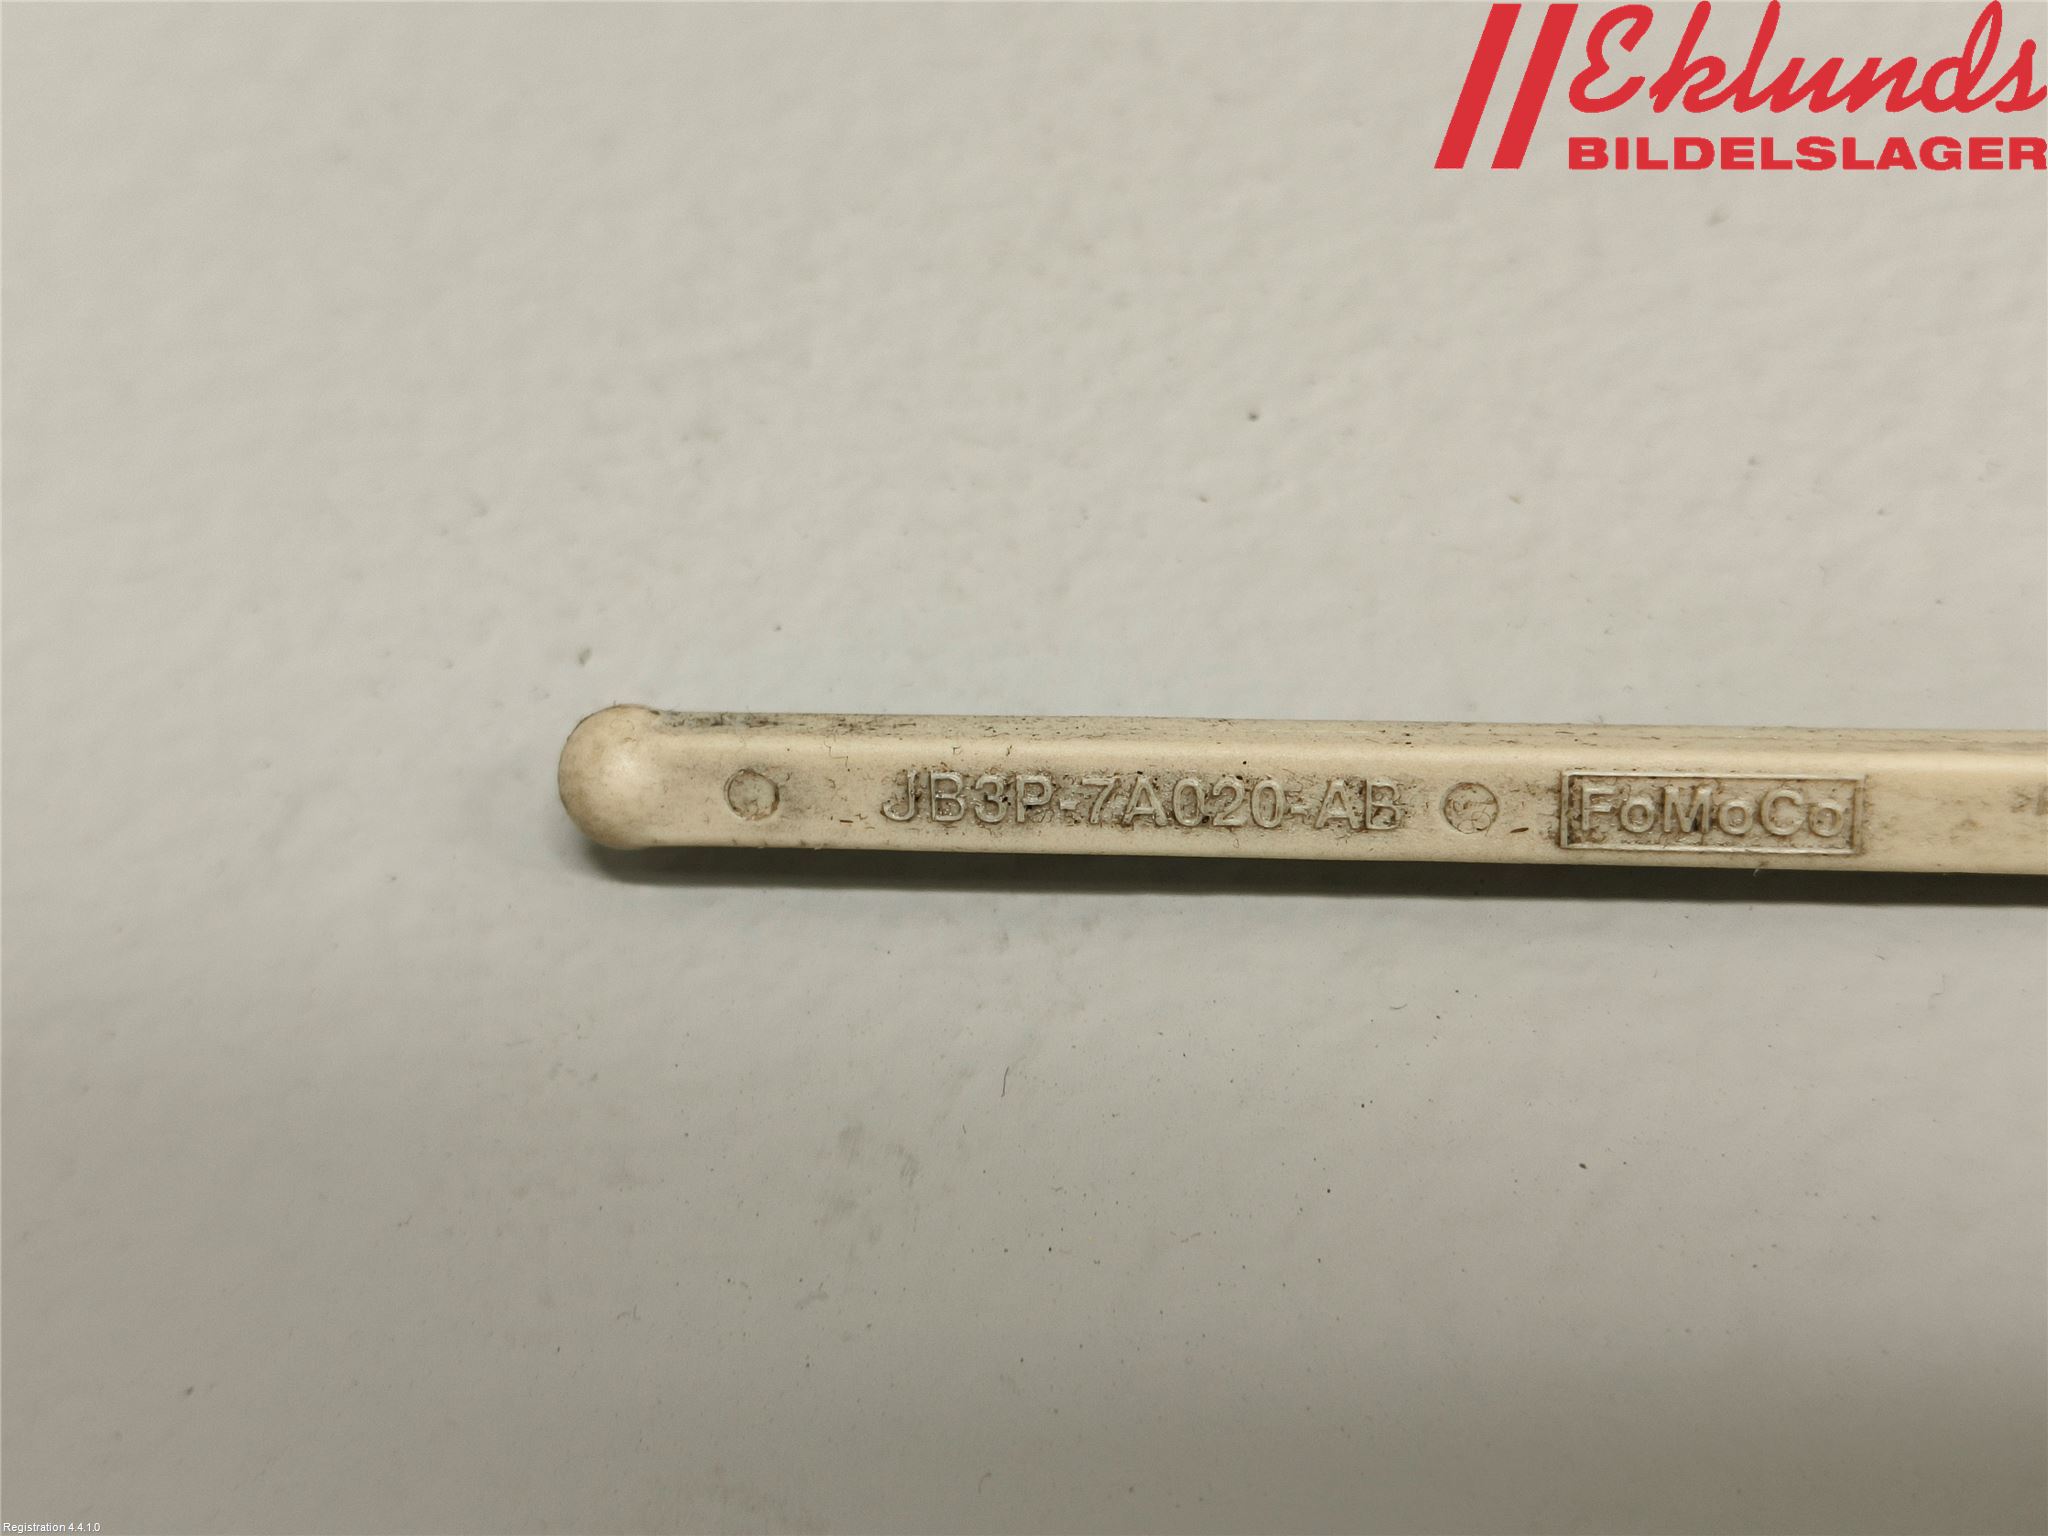 Eklunds
BILDELSLAGER
JB3P-7A020-AB
FoMoCo
Registration 4.4.1.0